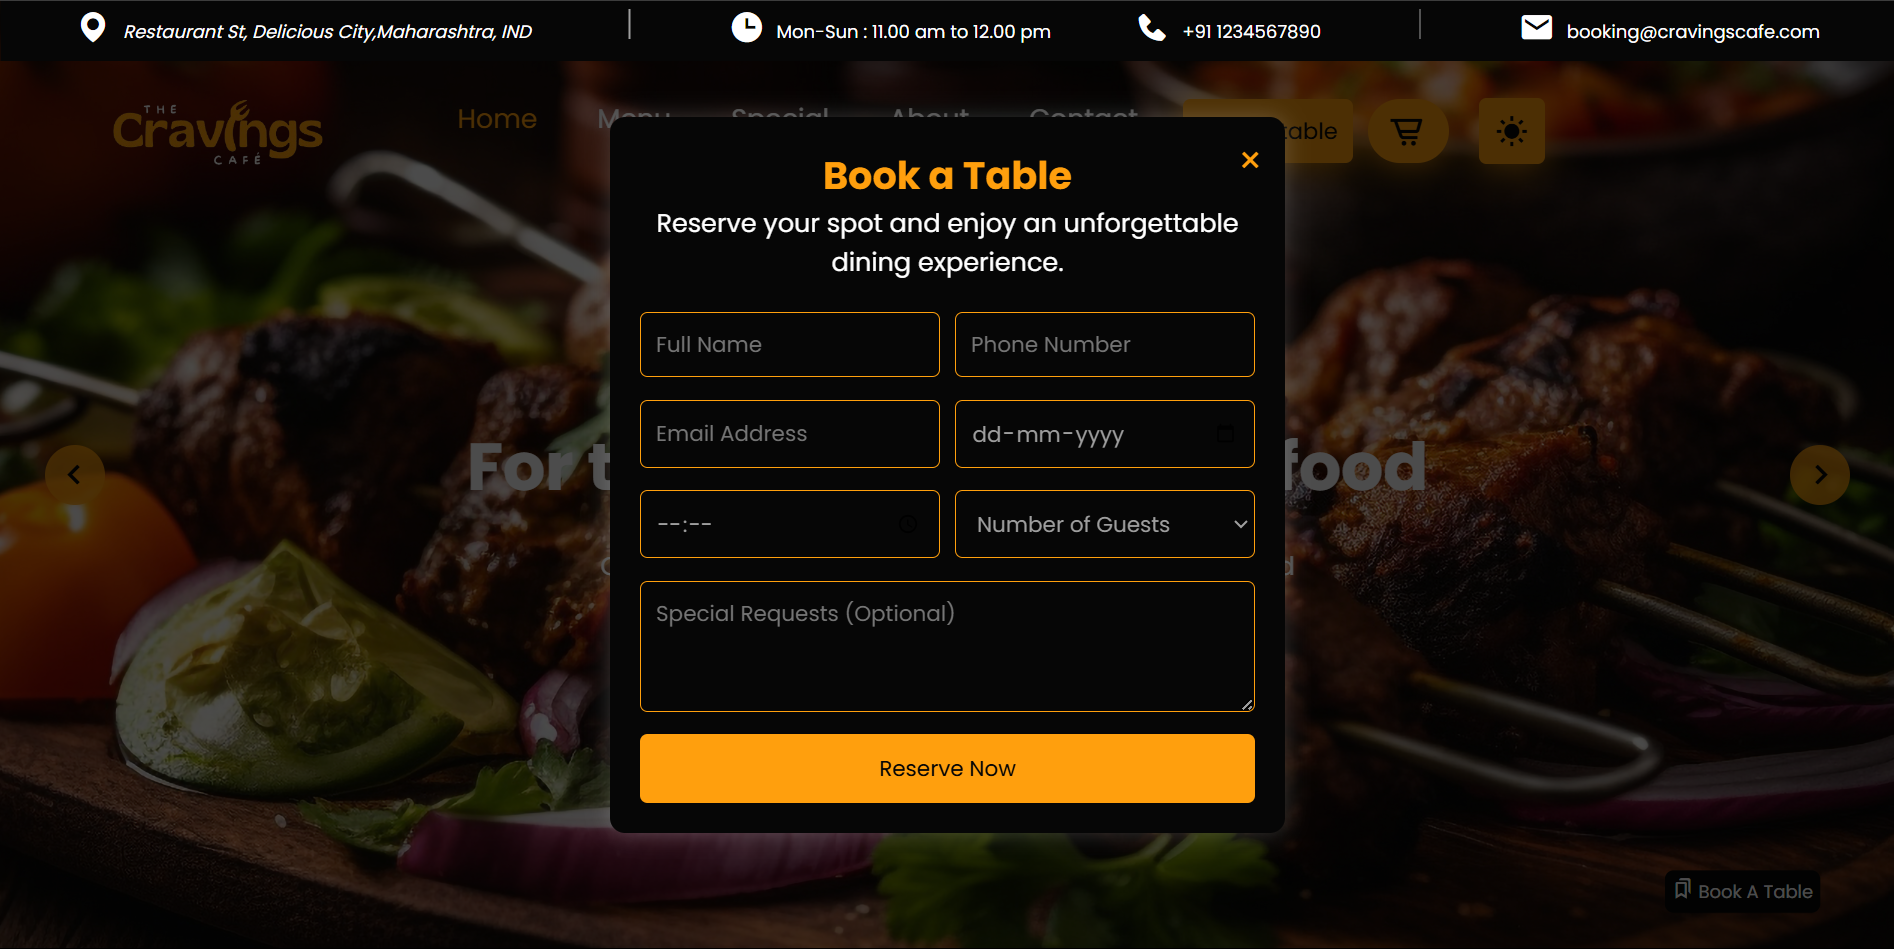 Restaurant St, Delicious City,Maharashtra, IND
Mon-Sun : 11.00 am to 12.00 pm
+91 1234567890
booking@cravingscafe.com
THE
Cravings
CAFÉ
Home
Menu
Special
About
Contact
table
Book a Table
Reserve your spot and enjoy an unforgettable
dining experience.
Full Name
Phone Number
Email Address
dd-mm-yyyy
--:--
Number of Guests
For t
food
Special Requests (Optional)
Reserve Now
Book A Table